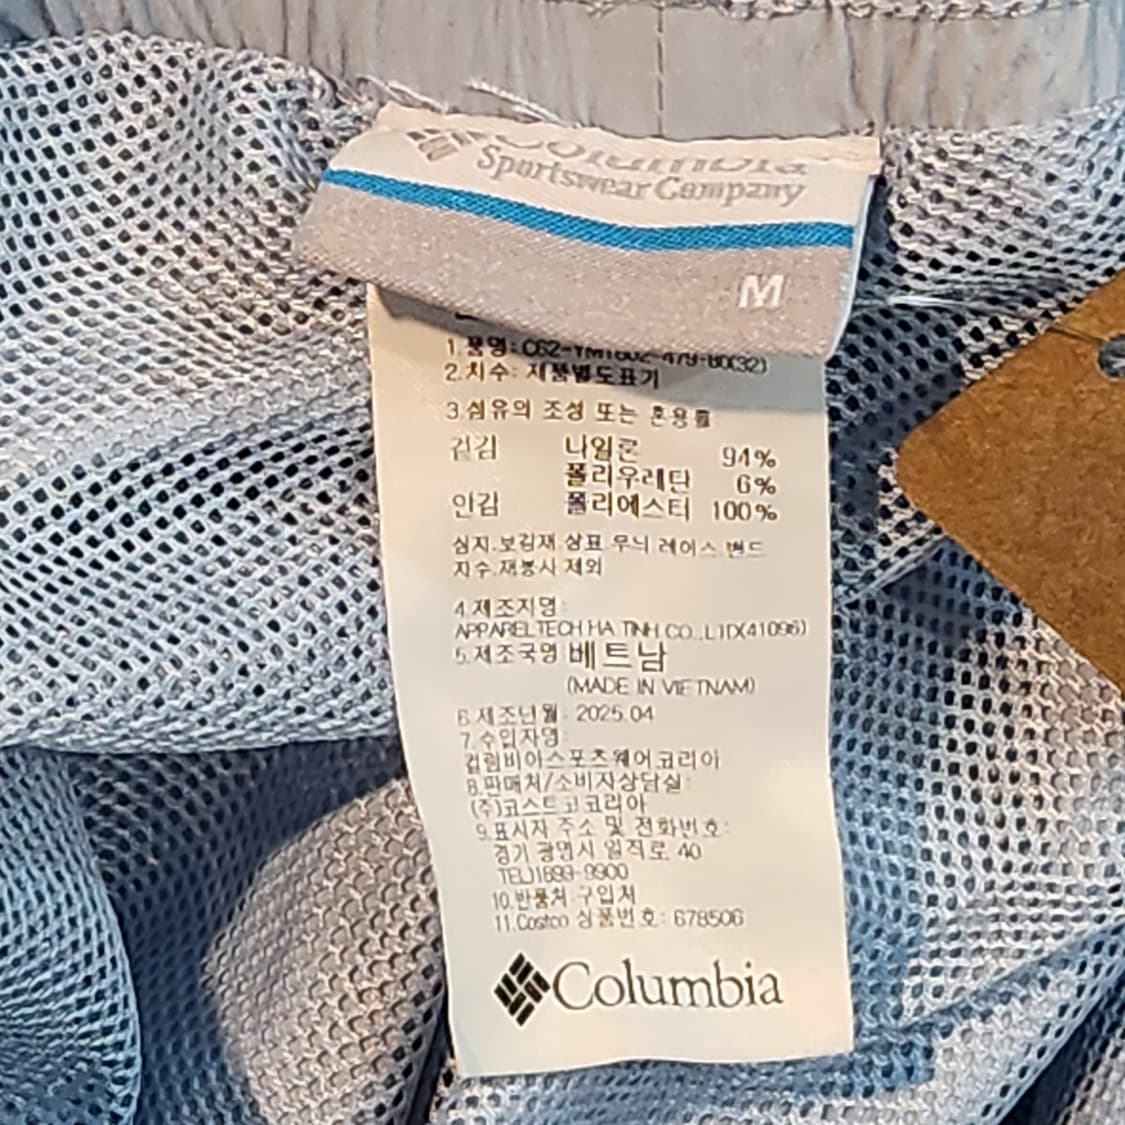 Columbia
Sportswear Company
M
1.품명: C62-YM1802-479-80(32)
2.치수: 제품별도표기
3.섬유의 조성 또는 혼용률
겉감 나일론 94%
폴리우레탄 6%
안감 폴리에스터 100%
심지.보강재 상표 무늬 레이스 밴드
자수.재봉사 제외
4.제조자명:
APPARELTECH HA TINH CO.,LTD(41096)
5.제조국명 베트남
(MADE IN VIETNAM)
6.제조년월: 2025.04
7.수입자명:
컬럼비아스포츠웨어코리아
8.판매처/소비자상담실:
(주)코스트코코리아
9.표시자 주소 및 전화번호:
경기 광명시 일직로 40
TEL)1899-9900
10.반품처 구입처
11.Costco 상품번호: 678506
Columbia